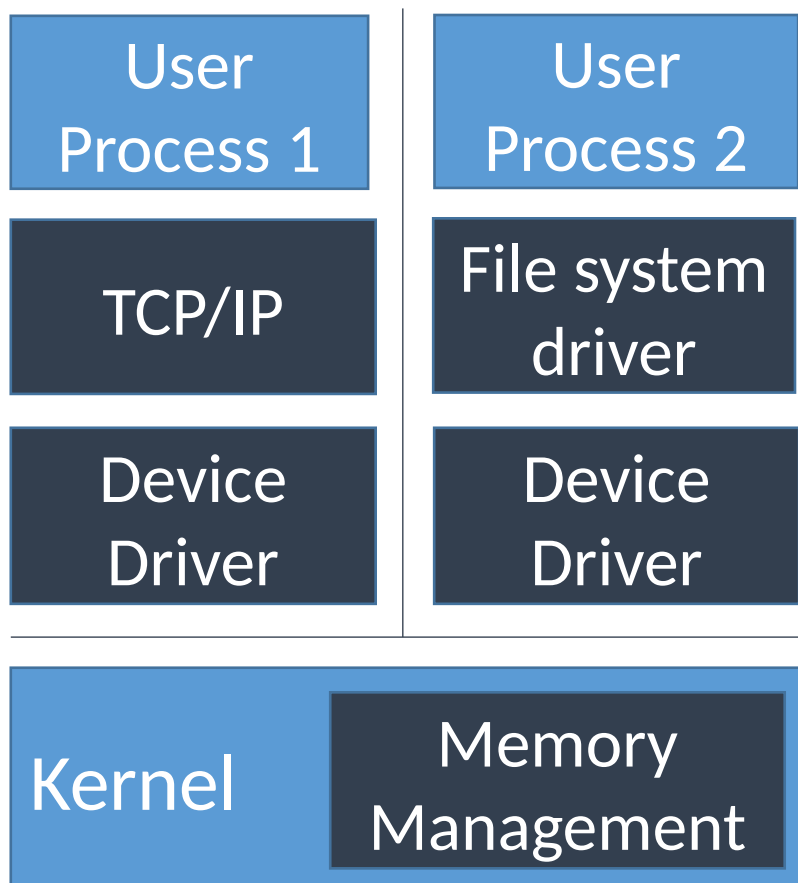 User
Process 1
User
Process 2
TCP/IP
File system
driver
Device
Driver
Device
Driver
Kernel
Memory
Management